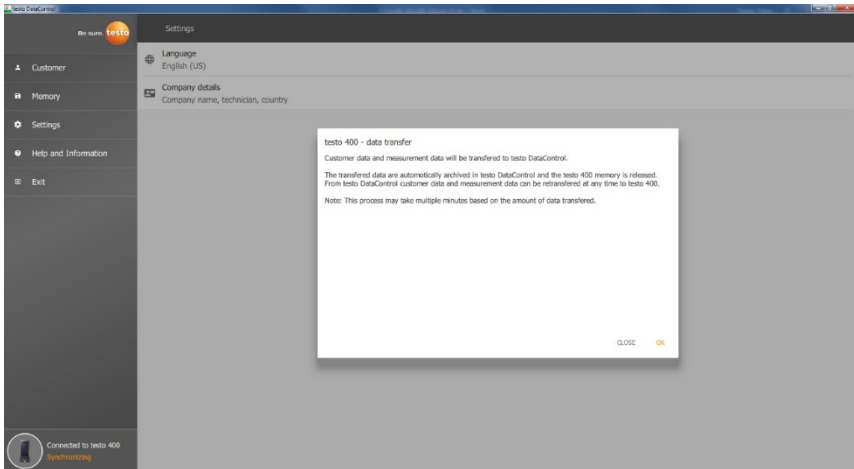 testo DataControl
Be sure. testo
Customer
Memory
Settings
Help and Information
Exit
Connected to testo 400
Synchronizing
Settings
Language
English (US)
Company details
Company name, technician, country
testo 400 - data transfer
Customer data and measurement data will be transfered to testo DataControl.
The transfered data are automatically archived in testo DataControl and the testo 400 memory is released.
From testo DataControl customer data and measurement data can be retransfered at any time to testo 400.
Note: This process may take multiple minutes based on the amount of data transfered.
CLOSE
OK